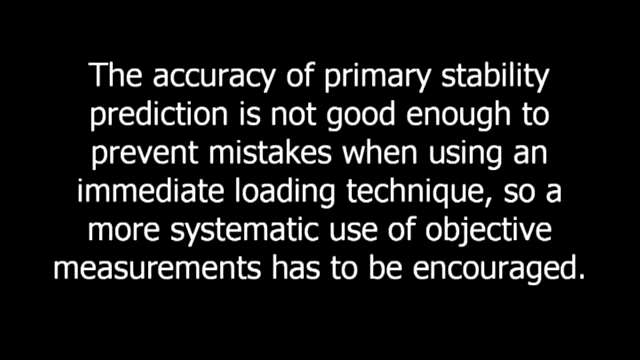 The accuracy of primary stability
prediction is not good enough to
prevent mistakes when using an
immediate loading technique, so a
more systematic use of objective
measurements has to be encouraged.